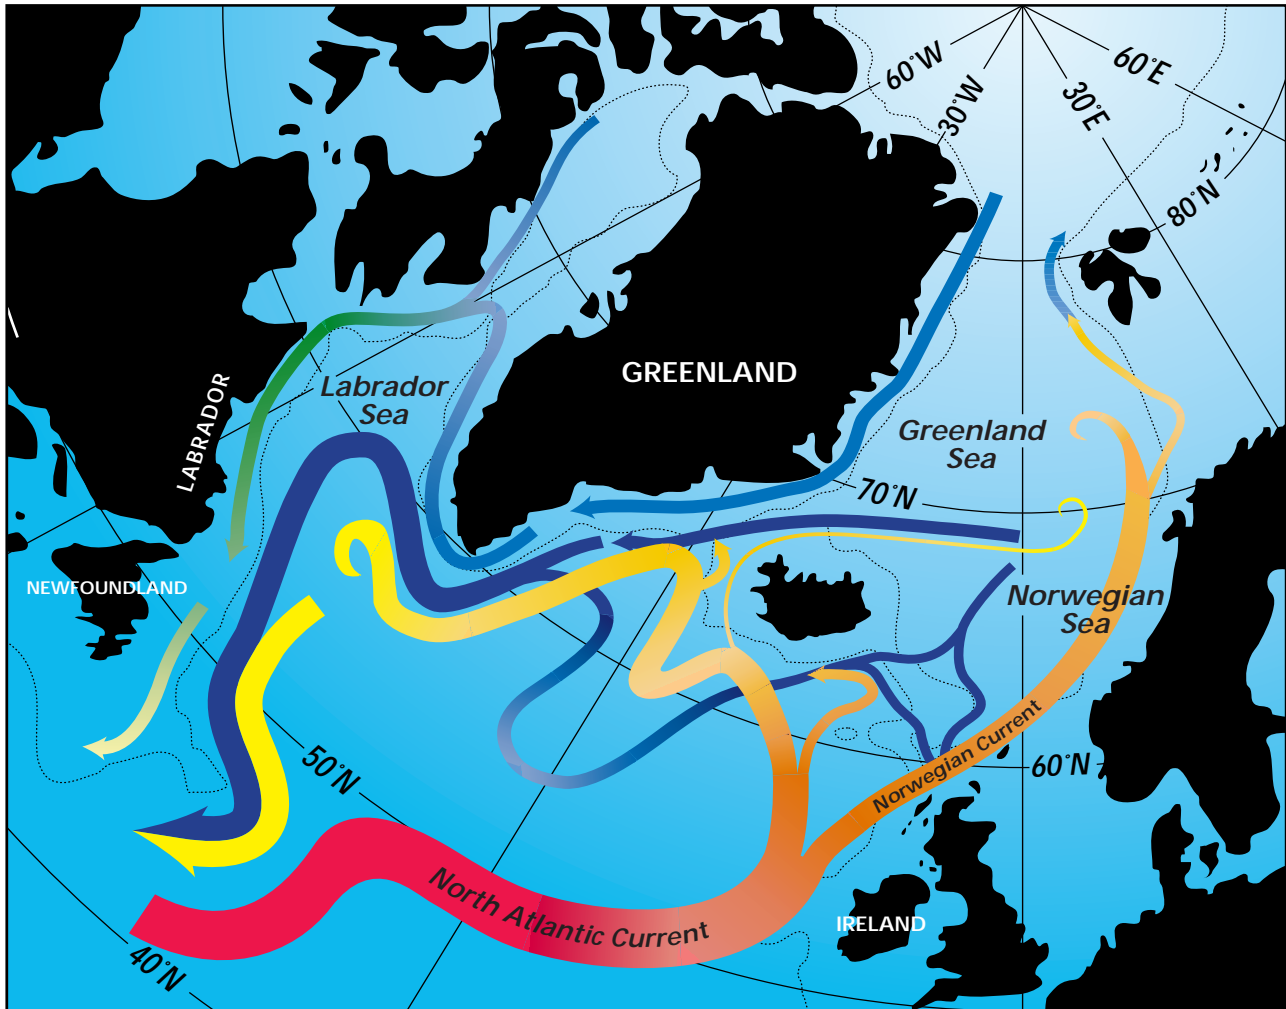 60°W
30°W
30°E
60°E
80°N
GREENLAND
Labrador
Sea
LABRADOR
Greenland
Sea
70°N
NEWFOUNDLAND
Norwegian
Sea
50°N
60°N
Norwegian Current
North Atlantic Current
IRELAND
40°N